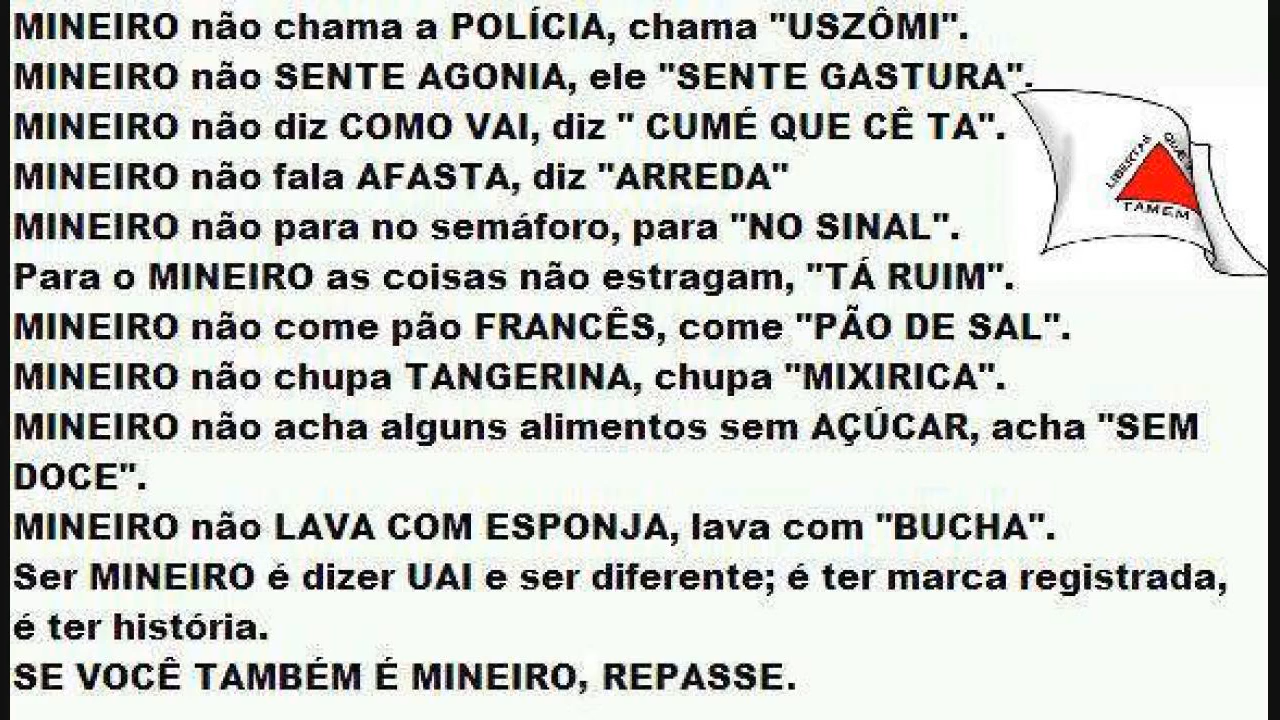 MINEIRO não chama a POLÍCIA, chama "USZÔMI".
MINEIRO não SENTE AGONIA, ele "SENTE GASTURA".
MINEIRO não diz COMO VAI, diz " CUMÉ QUE CÊ TA".
MINEIRO não fala AFASTA, diz "ARREDA"
MINEIRO não para no semáforo, para "NO SINAL".
Para o MINEIRO as coisas não estragam, "TÁ RUIM".
MINEIRO não come pão FRANCÊS, come "PÃO DE SAL".
MINEIRO não chupa TANGERINA, chupa "MIXIRICA".
MINEIRO não acha alguns alimentos sem AÇÚCAR, acha "SEM
DOCE".
MINEIRO não LAVA COM ESPONJA, lava com "BUCHA".
Ser MINEIRO é dizer UAI e ser diferente; é ter marca registrada,
é ter história.
SE VOCÊ TAMBÉM É MINEIRO, REPASSE.
LIBERTAS
QUE
TAMEM